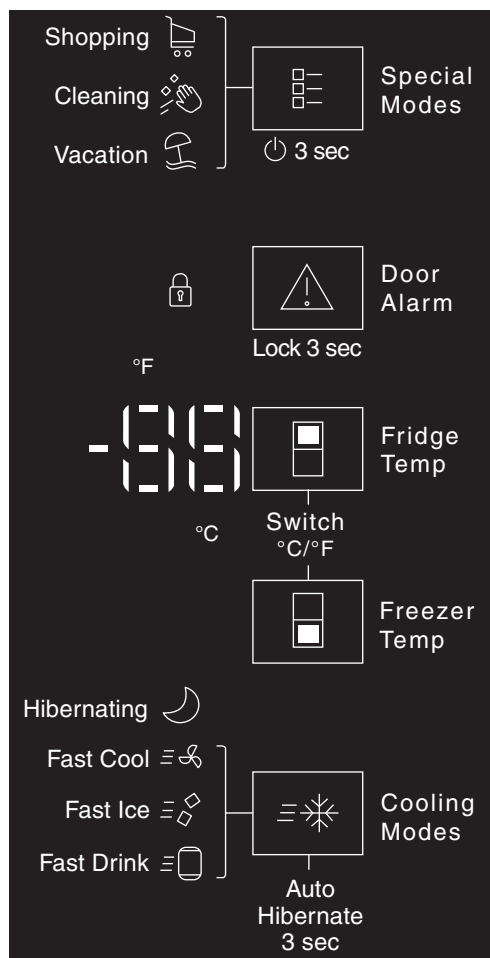 Shopping
Cleaning
Vacation
3 sec
Special
Modes
Door
Alarm
Lock 3 sec
°F
-88
°C
Fridge
Temp
Switch
°C/°F
Freezer
Temp
Hibernating
Fast Cool
Fast Ice
Fast Drink
Cooling
Modes
Auto
Hibernate
3 sec